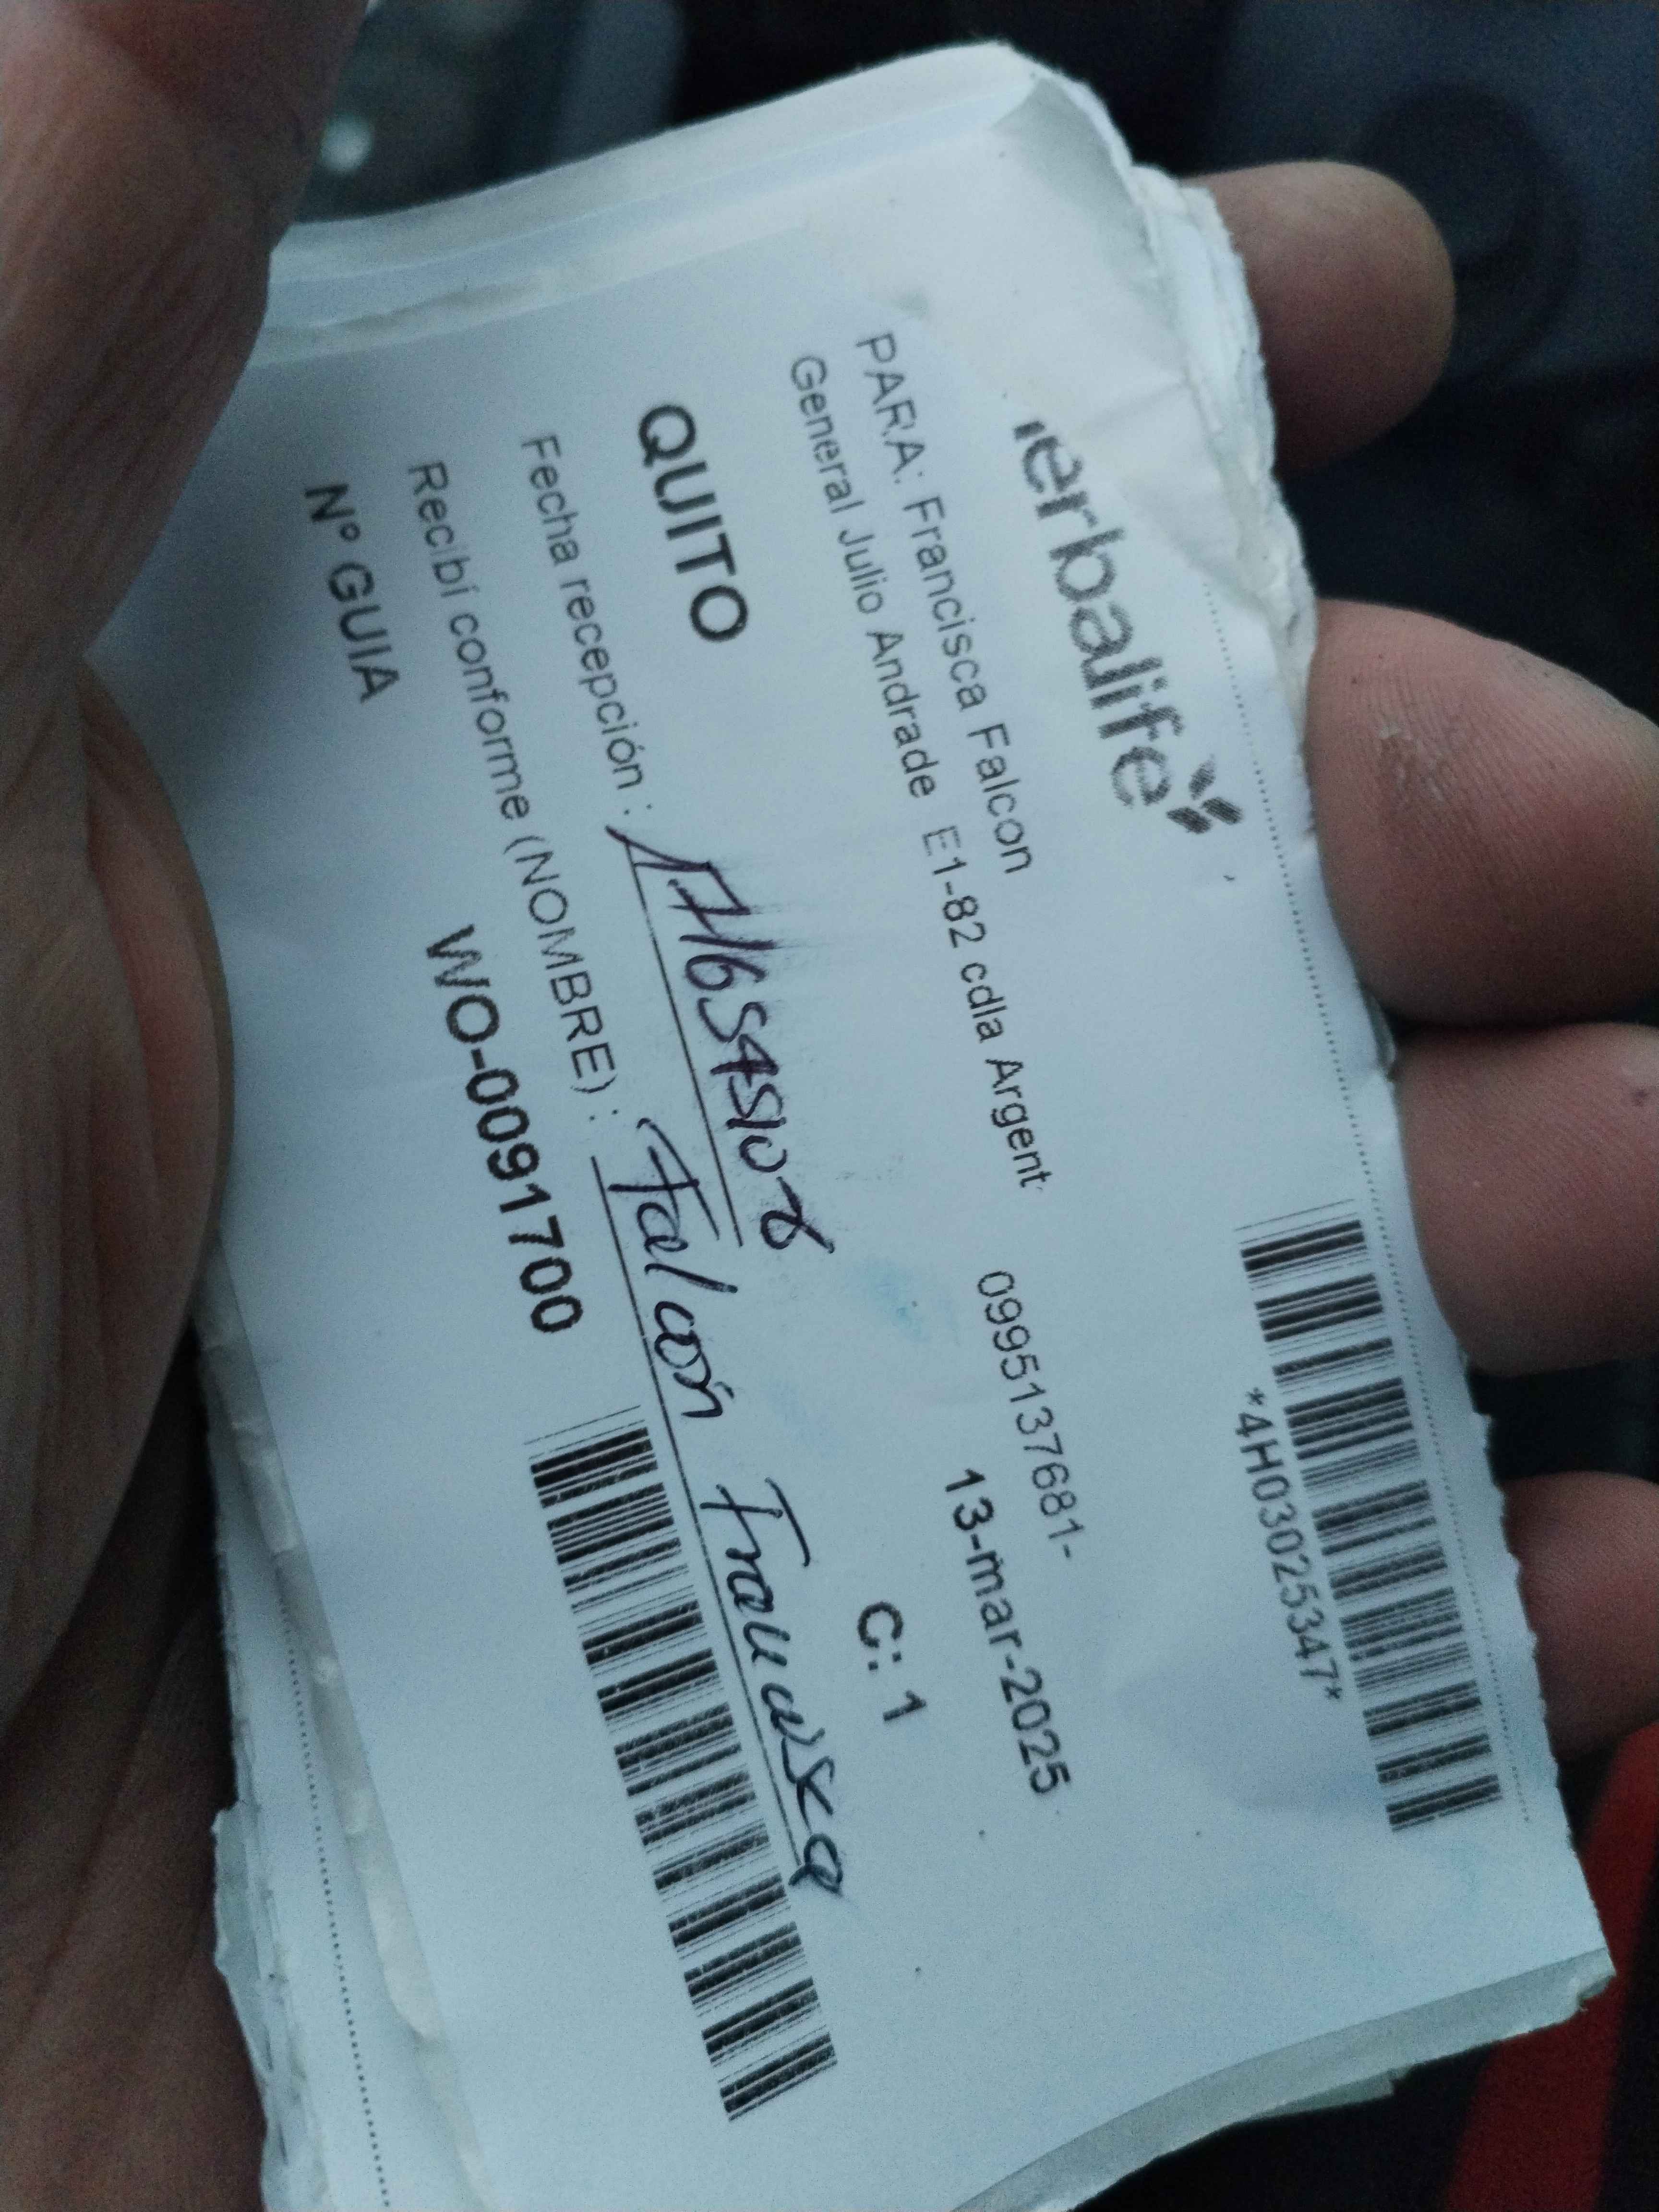 erbalife
*4H03025347*
PARA: Francisca Falcon
General Julio Andrade E1-82 cdla Argent 0995137681-
13-mar-2025
QUITO C: 1
Fecha recepción :
Recibí conforme (NOMBRE) : Falcón Francisca
Nº GUIA WO-0091700